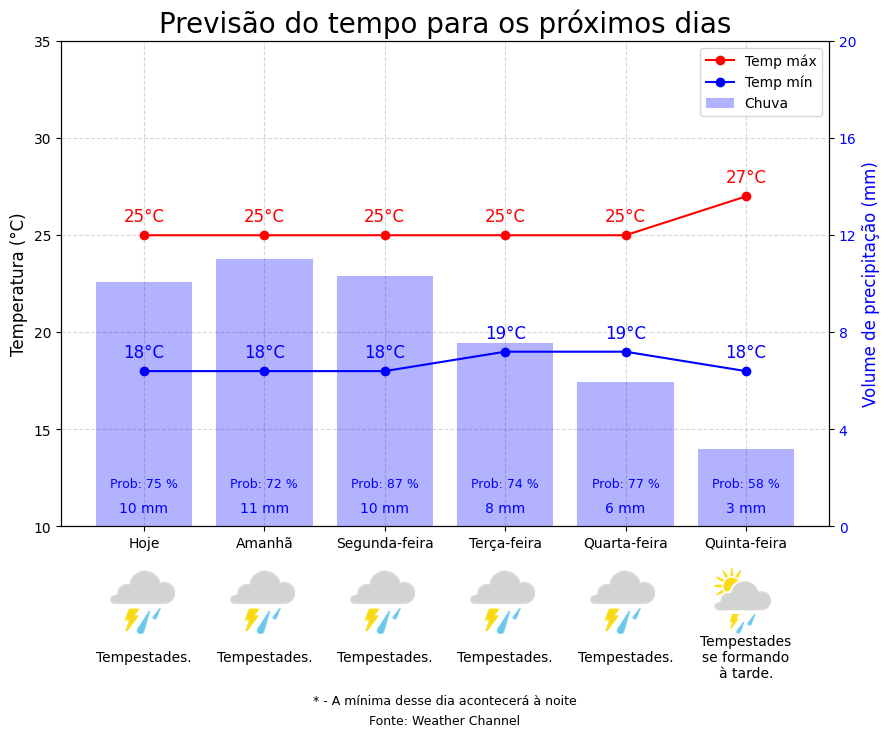 Previsão do tempo para os próximos dias
Temp máx
Temp mín
Chuva
35
30
25
20
15
10
Temperatura (°C)
20
16
12
8
4
0
Volume de precipitação (mm)
25°C
25°C
25°C
25°C
25°C
27°C
18°C
18°C
18°C
19°C
19°C
18°C
Prob: 75 %
Prob: 72 %
Prob: 87 %
Prob: 74 %
Prob: 77 %
Prob: 58 %
10 mm
11 mm
10 mm
8 mm
6 mm
3 mm
Hoje
Amanhã
Segunda-feira
Terça-feira
Quarta-feira
Quinta-feira
Tempestades.
Tempestades.
Tempestades.
Tempestades.
Tempestades.
Tempestades
se formando
à tarde.
* - A mínima desse dia acontecerá à noite
Fonte: Weather Channel